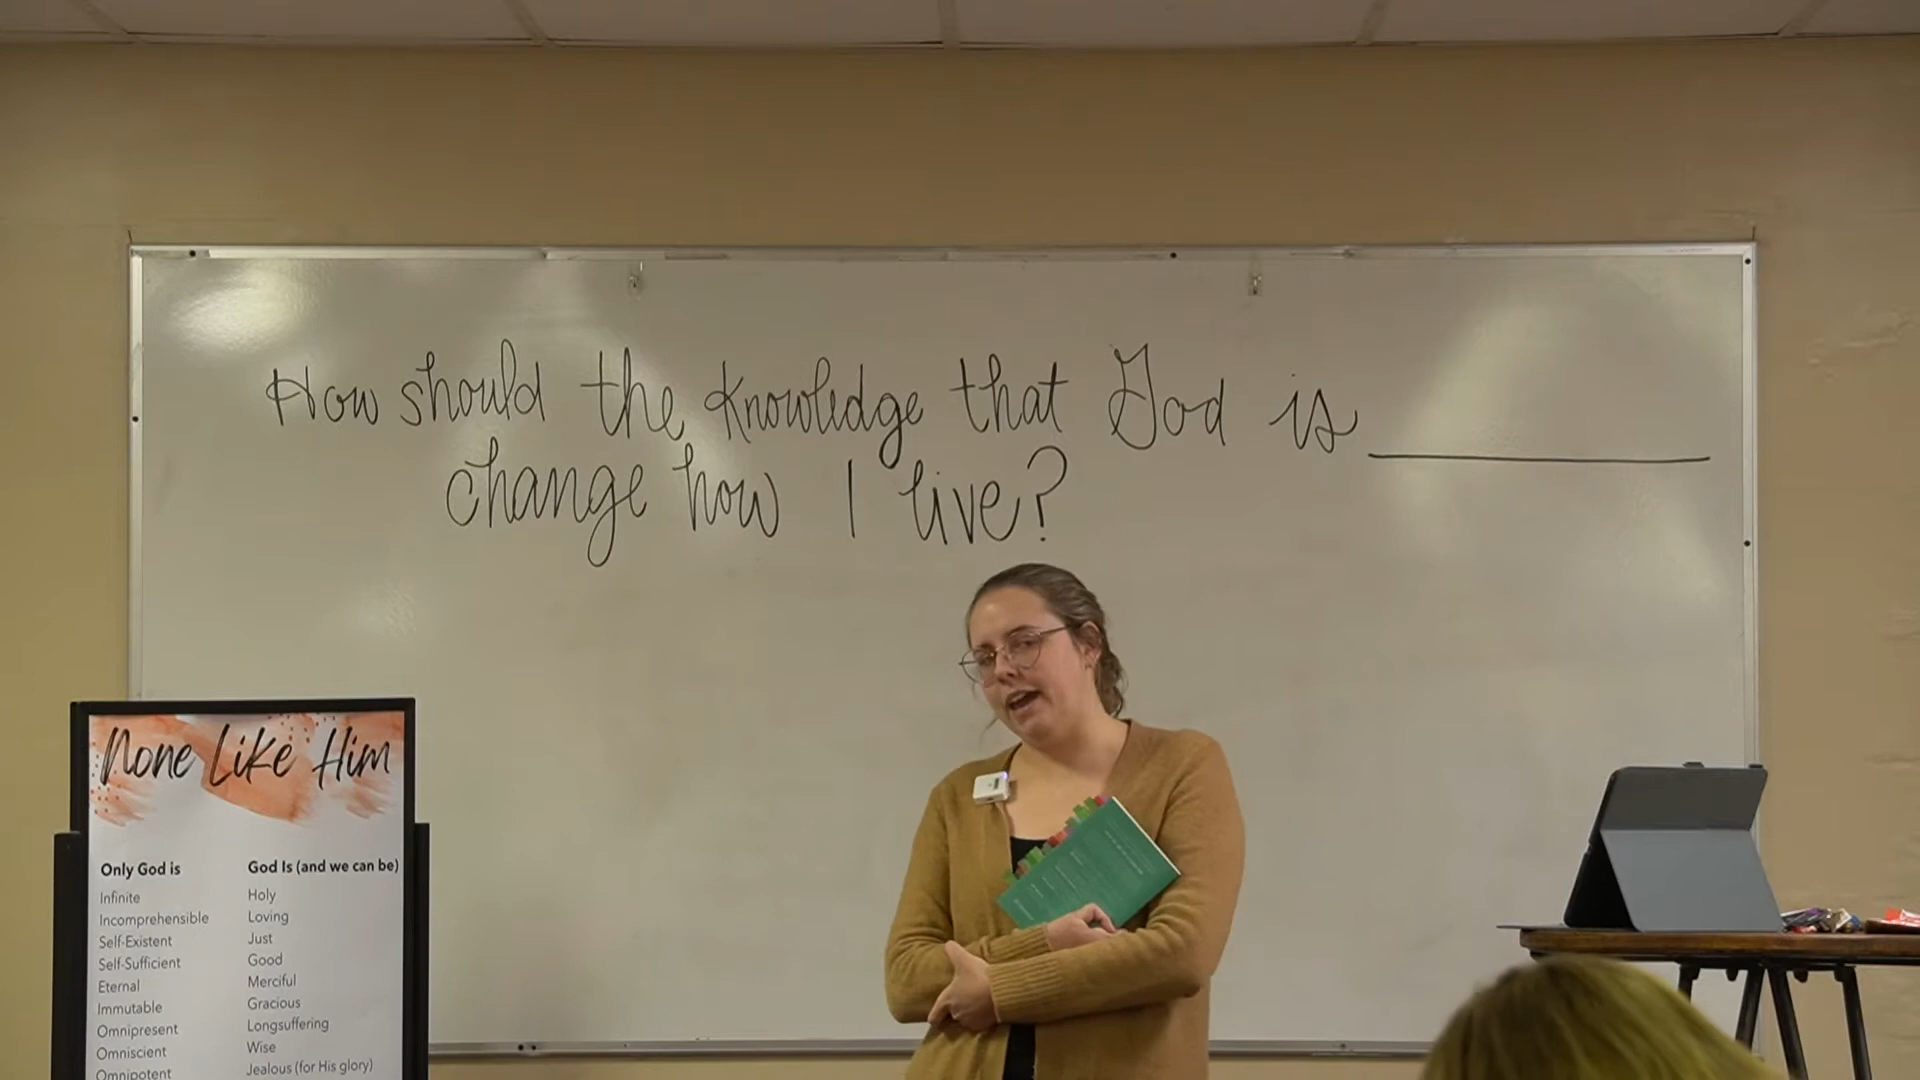 How should the knowledge that God is ________
change how I live?
None Like Him
Only God is
Infinite
Incomprehensible
Self-Existent
Self-Sufficient
Eternal
Immutable
Omnipresent
Omniscient
Omnipotent
God Is (and we can be)
Holy
Loving
Just
Good
Merciful
Gracious
Longsuffering
Wise
Jealous (for His glory)